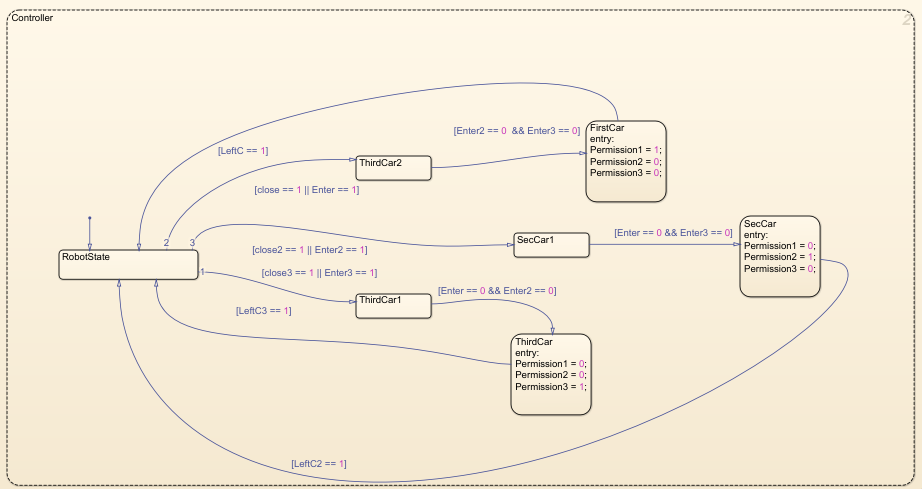 Controller
2
[Enter2 == 0 && Enter3 == 0]
FirstCar
entry:
Permission1 = 1;
Permission2 = 0;
Permission3 = 0;
[LeftC == 1]
ThirdCar2
[close == 1 || Enter == 1]
2
3
SecCar1
[Enter == 0 && Enter3 == 0]
SecCar
entry:
Permission1 = 0;
Permission2 = 1;
Permission3 = 0;
[close2 == 1 || Enter2 == 1]
RobotState
1
[close3 == 1 || Enter3 == 1]
ThirdCar1
[Enter == 0 && Enter2 == 0]
[LeftC3 == 1]
ThirdCar
entry:
Permission1 = 0;
Permission2 = 0;
Permission3 = 1;
[LeftC2 == 1]